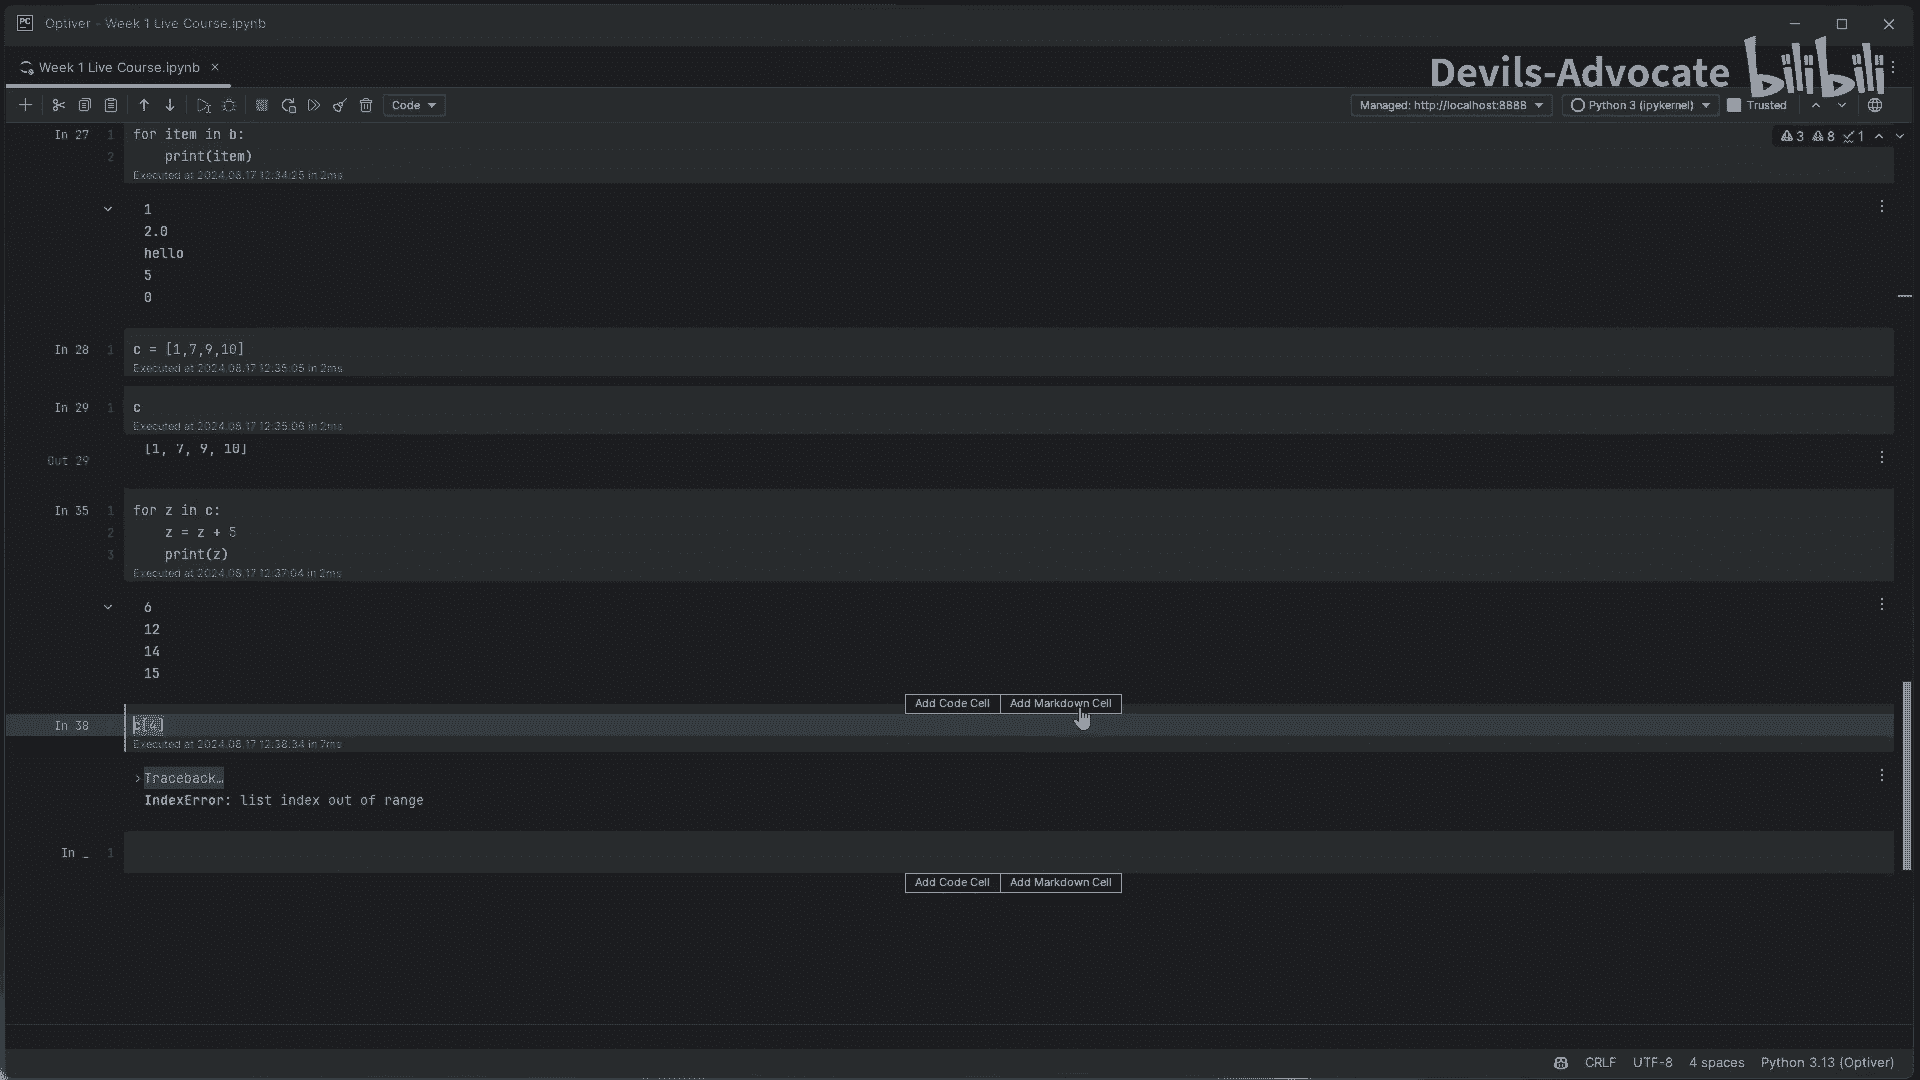 Optiver - Week 1 Live Course.ipynb
Week 1 Live Course.ipynb
Devils-Advocate bilibili
Code
Managed: http://localhost:8888
Python 3 (ipykernel)
Trusted
3 8 1
In 27
1 for item in b:
2 print(item)
Executed at 2024.08.17 12:34:25 in 2ms
1
2.0
hello
5
0
In 28
1 c = [1,7,9,10]
Executed at 2024.08.17 12:35:05 in 2ms
In 29
1 c
Executed at 2024.08.17 12:35:06 in 2ms
[1, 7, 9, 10]
Out 29
In 35
1 for z in c:
2 z = z + 5
3 print(z)
Executed at 2024.08.17 12:37:04 in 2ms
6
12
14
15
Add Code Cell Add Markdown Cell
In 38
c[4]
Executed at 2024.08.17 12:38:34 in 7ms
Traceback…
IndexError: list index out of range
In _ 1
Add Code Cell Add Markdown Cell
CRLF UTF-8 4 spaces Python 3.13 (Optiver)